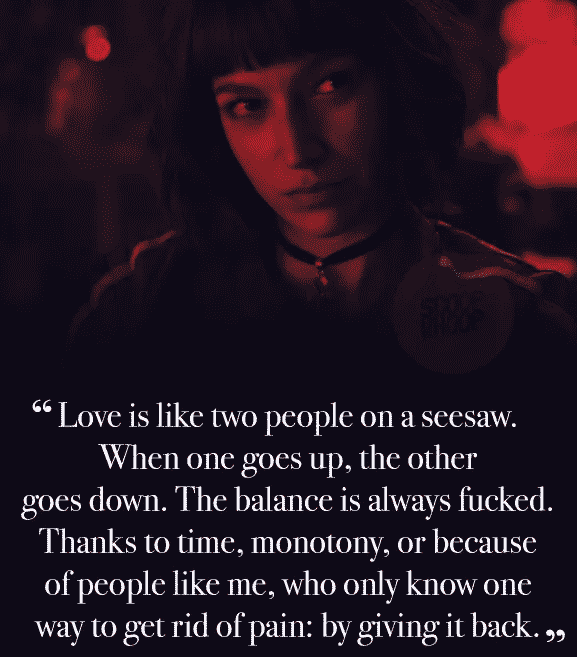 “ Love is like two people on a seesaw.
When one goes up, the other
goes down. The balance is always fucked.
Thanks to time, monotony, or because
of people like me, who only know one
way to get rid of pain: by giving it back. ”